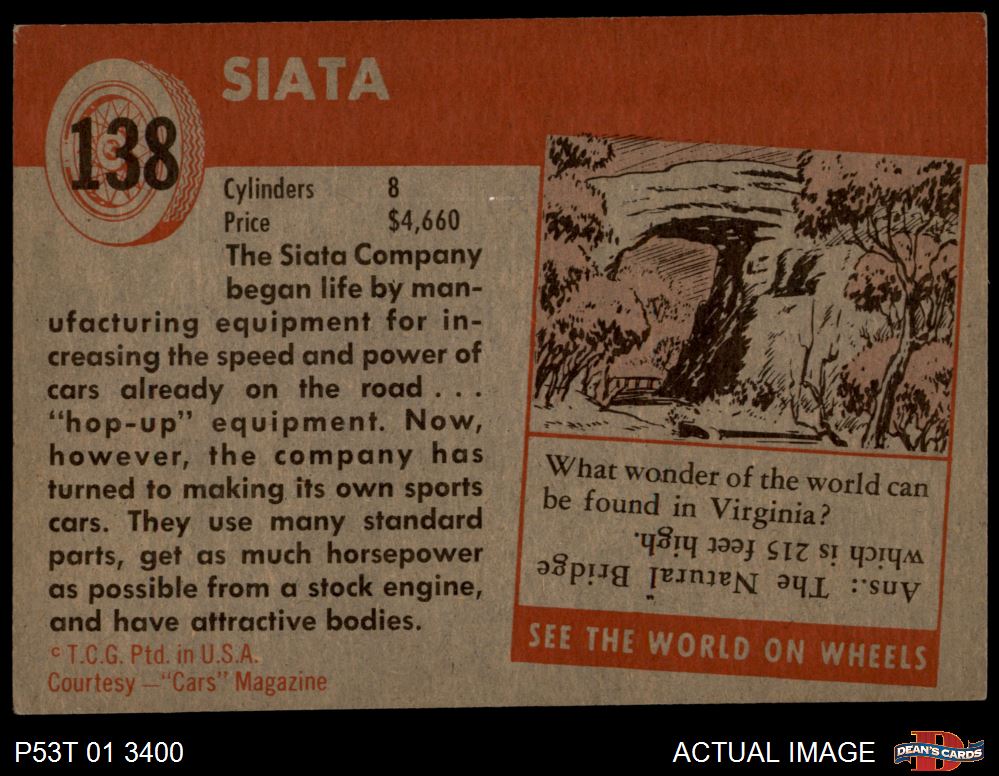 SIATA
138
Cylinders 8
Price $4,660
The Siata Company
began life by man-
ufacturing equipment for in-
creasing the speed and power of
cars already on the road . . .
"hop-up" equipment. Now,
however, the company has
turned to making its own sports
cars. They use many standard
parts, get as much horsepower
as possible from a stock engine,
and have attractive bodies.
© T.C.G. Ptd. in U.S.A.
Courtesy—"Cars" Magazine
What wonder of the world can
be found in Virginia?
Ans.: The Natural Bridge
which is 215 feet high.
SEE THE WORLD ON WHEELS
P53T 01 3400
ACTUAL IMAGE
D
DEAN'S CARDS